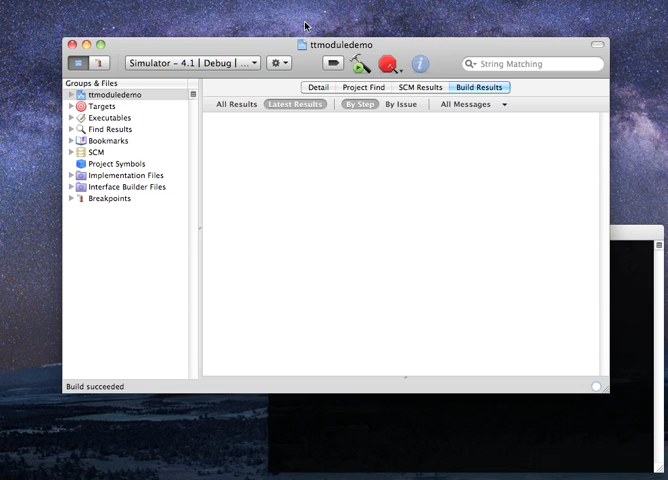 ttmoduledemo
Simulator - 4.1 | Debug | ...
String Matching
Groups & Files
Detail
Project Find
SCM Results
Build Results
All Results
Latest Results
By Step
By Issue
All Messages
ttmoduledemo
Targets
Executables
Find Results
Bookmarks
SCM
Project Symbols
Implementation Files
Interface Builder Files
Breakpoints
Build succeeded